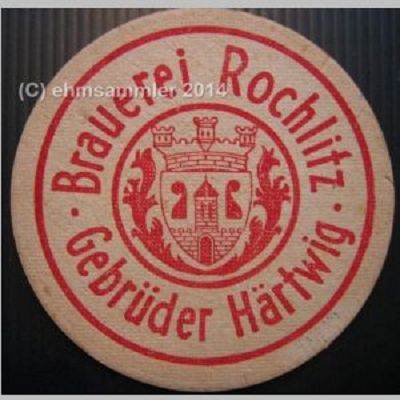 (C) ehmsammler 2014
Brauerei Rochlitz
· Gebrüder Härtwig ·